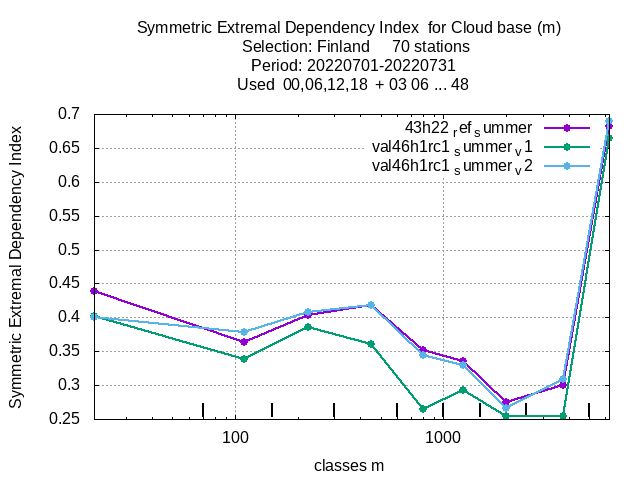 Symmetric Extremal Dependency Index for Cloud base (m)
Selection: Finland 70 stations
Period: 20220701-20220731
Used 00,06,12,18 + 03 06 ... 48
Symmetric Extremal Dependency Index
0.7
0.65
0.6
0.55
0.5
0.45
0.4
0.35
0.3
0.25
43h22 ref summer
val46h1rc1 summer v1
val46h1rc1 summer v2
100
1000
classes m